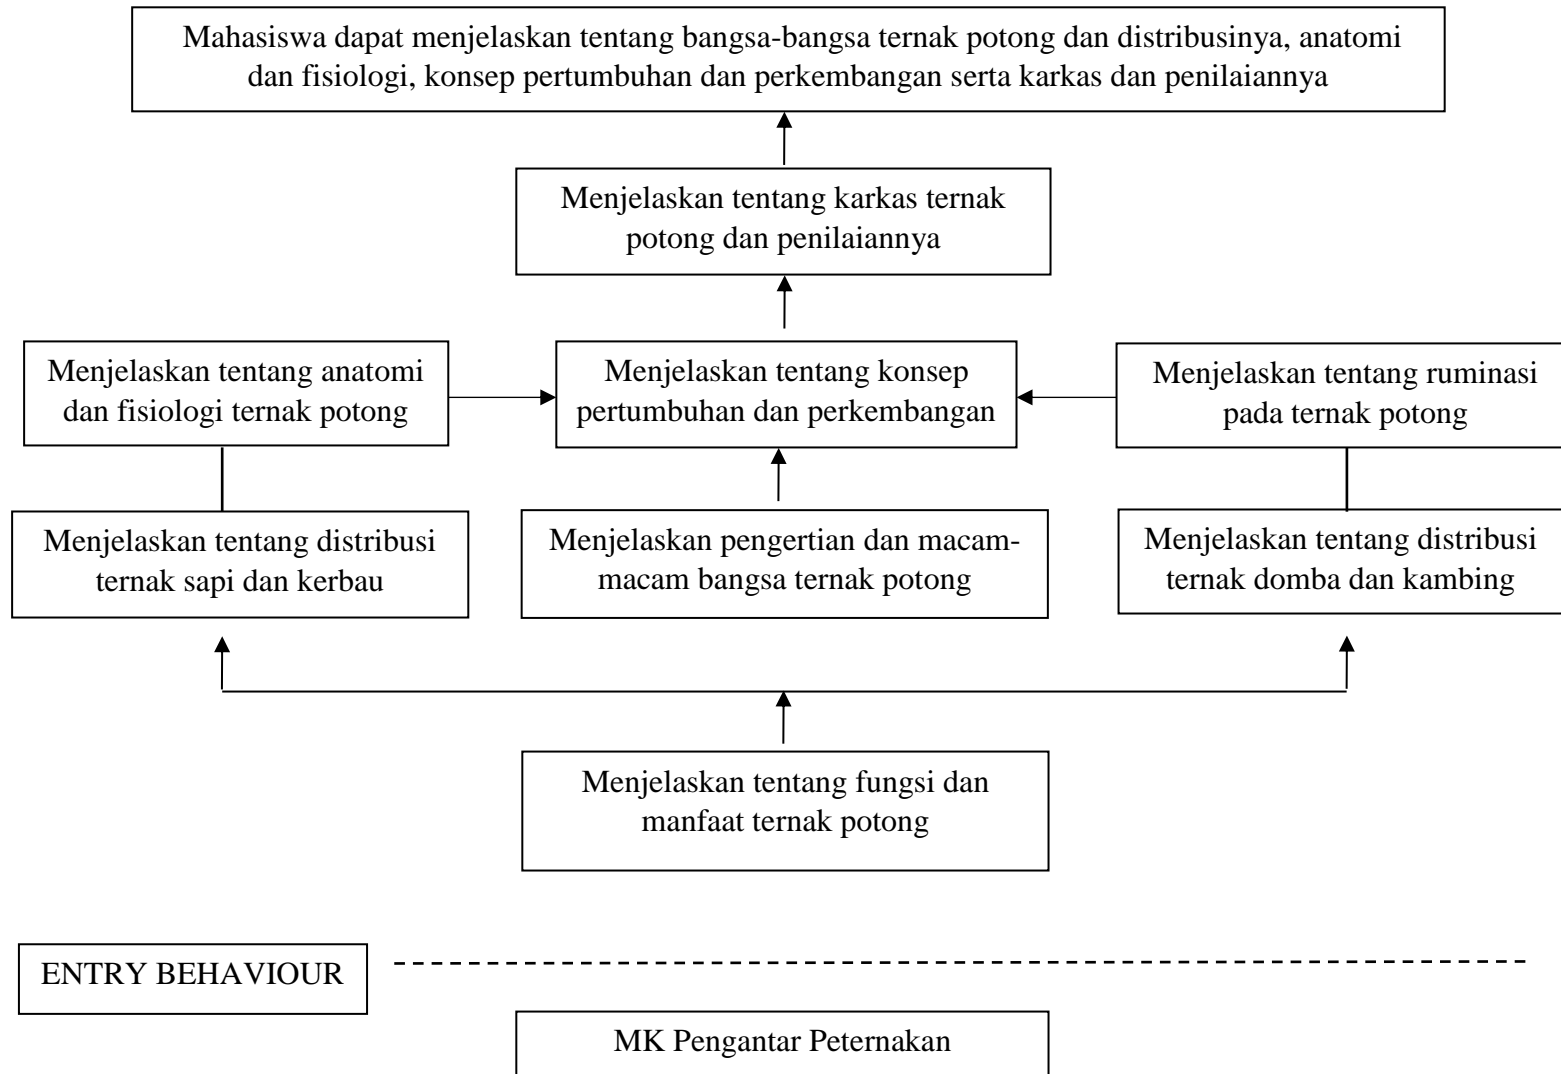 Mahasiswa dapat menjelaskan tentang bangsa-bangsa ternak potong dan distribusinya, anatomi
dan fisiologi, konsep pertumbuhan dan perkembangan serta karkas dan penilaiannya
Menjelaskan tentang karkas ternak
potong dan penilaiannya
Menjelaskan tentang anatomi
dan fisiologi ternak potong
Menjelaskan tentang konsep
pertumbuhan dan perkembangan
Menjelaskan tentang ruminasi
pada ternak potong
Menjelaskan tentang distribusi
ternak sapi dan kerbau
Menjelaskan pengertian dan macam-
macam bangsa ternak potong
Menjelaskan tentang distribusi
ternak domba dan kambing
Menjelaskan tentang fungsi dan
manfaat ternak potong
ENTRY BEHAVIOUR
MK Pengantar Peternakan